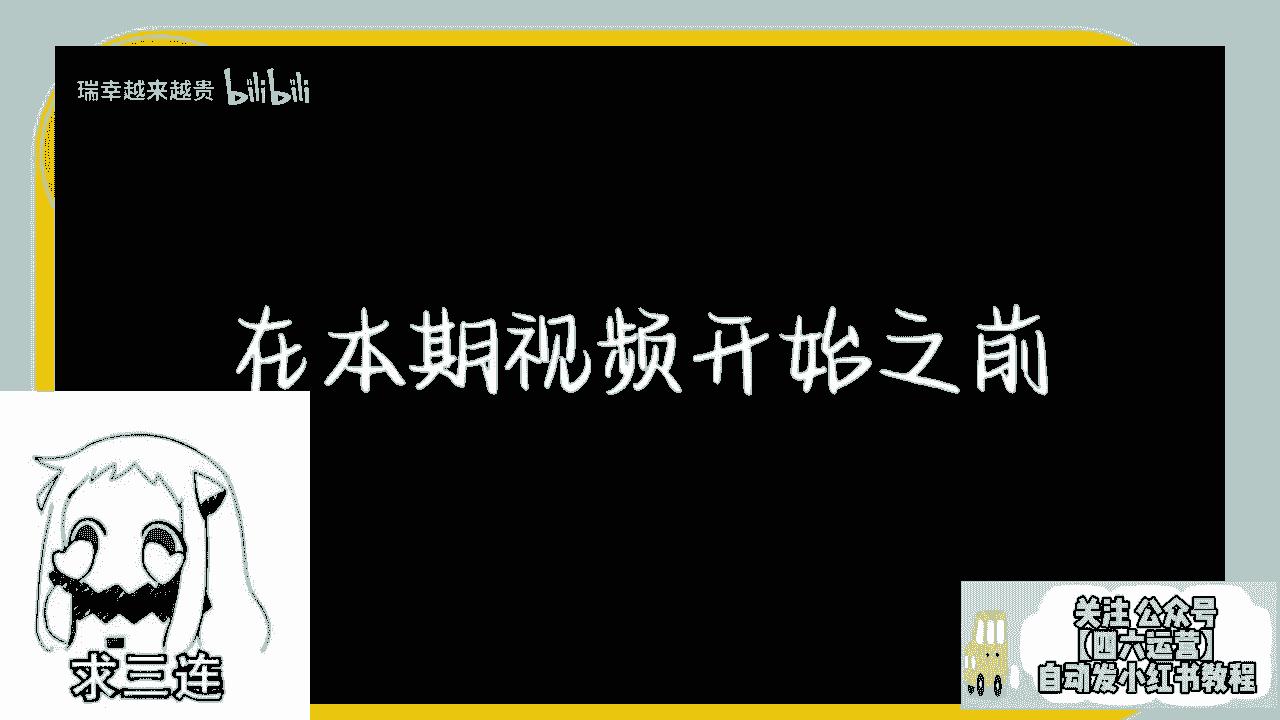 瑞幸越来越贵 bilibili
在本期视频开始之前
求三连
关注 公众号
【四六运营】
自动发小红书教程